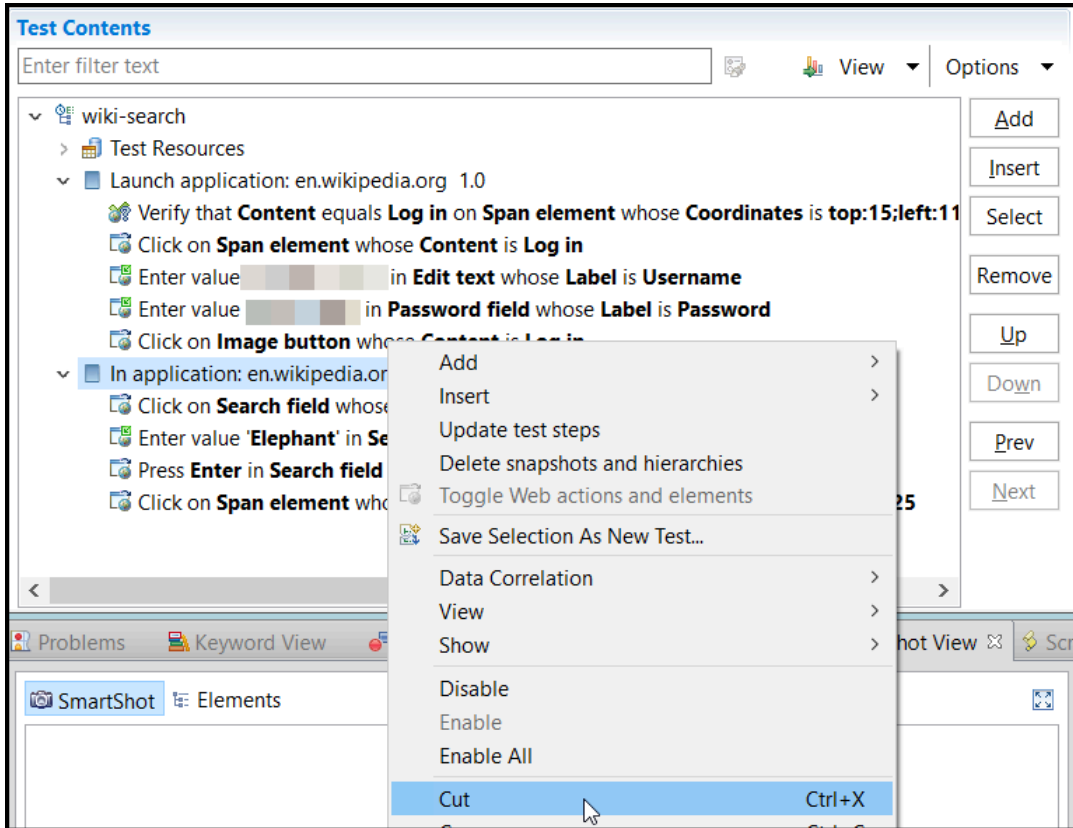 Test Contents
Enter filter text
View
Options
wiki-search
Test Resources
Launch application: en.wikipedia.org 1.0
Verify that Content equals Log in on Span element whose Coordinates is top:15;left:11
Click on Span element whose Content is Log in
Enter value in Edit text whose Label is Username
Enter value in Password field whose Label is Password
Click on Image button whose Content is Log in
In application: en.wikipedia.or
Click on Search field whose
Enter value 'Elephant' in Se
Press Enter in Search field
Click on Span element who 25
Add
Insert
Select
Remove
Up
Down
Prev
Next
Add
Insert
Update test steps
Delete snapshots and hierarchies
Toggle Web actions and elements
Save Selection As New Test...
Data Correlation
View
Show
Disable
Enable
Enable All
Cut Ctrl+X
Problems
Keyword View
hot View
Scr
SmartShot
Elements